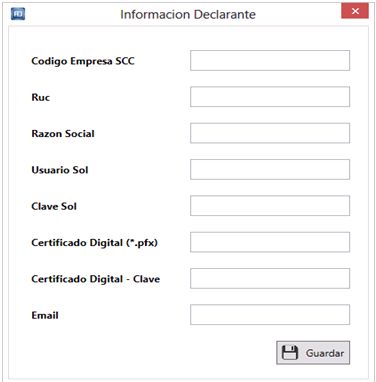 Informacion Declarante
Codigo Empresa SCC
Ruc
Razon Social
Usuario Sol
Clave Sol
Certificado Digital (*.pfx)
Certificado Digital - Clave
Email
Guardar